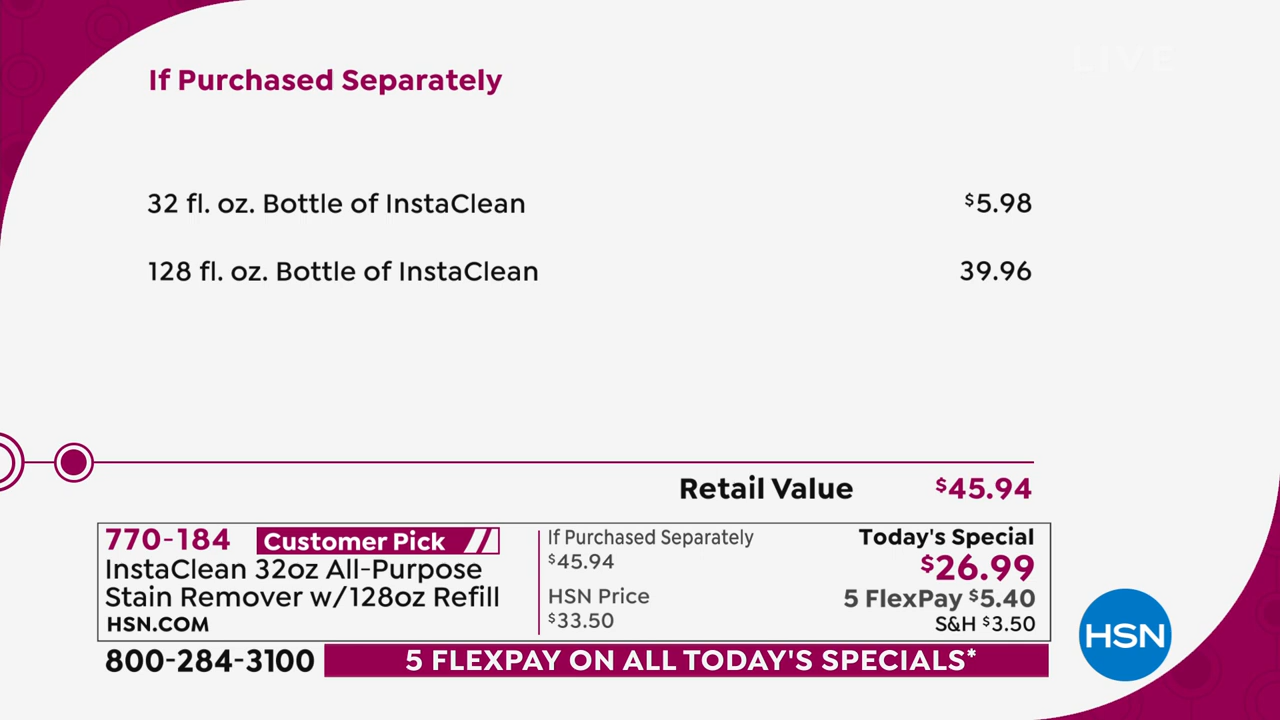 LIVE
If Purchased Separately
32 fl. oz. Bottle of InstaClean $5.98
128 fl. oz. Bottle of InstaClean 39.96
Retail Value $45.94
770-184 Customer Pick
InstaClean 32oz All-Purpose
Stain Remover w/128oz Refill
HSN.COM
If Purchased Separately
$45.94
HSN Price
$33.50
Today's Special
$26.99
5 FlexPay $5.40
S&H $3.50
HSN
800-284-3100 5 FLEXPAY ON ALL TODAY'S SPECIALS*